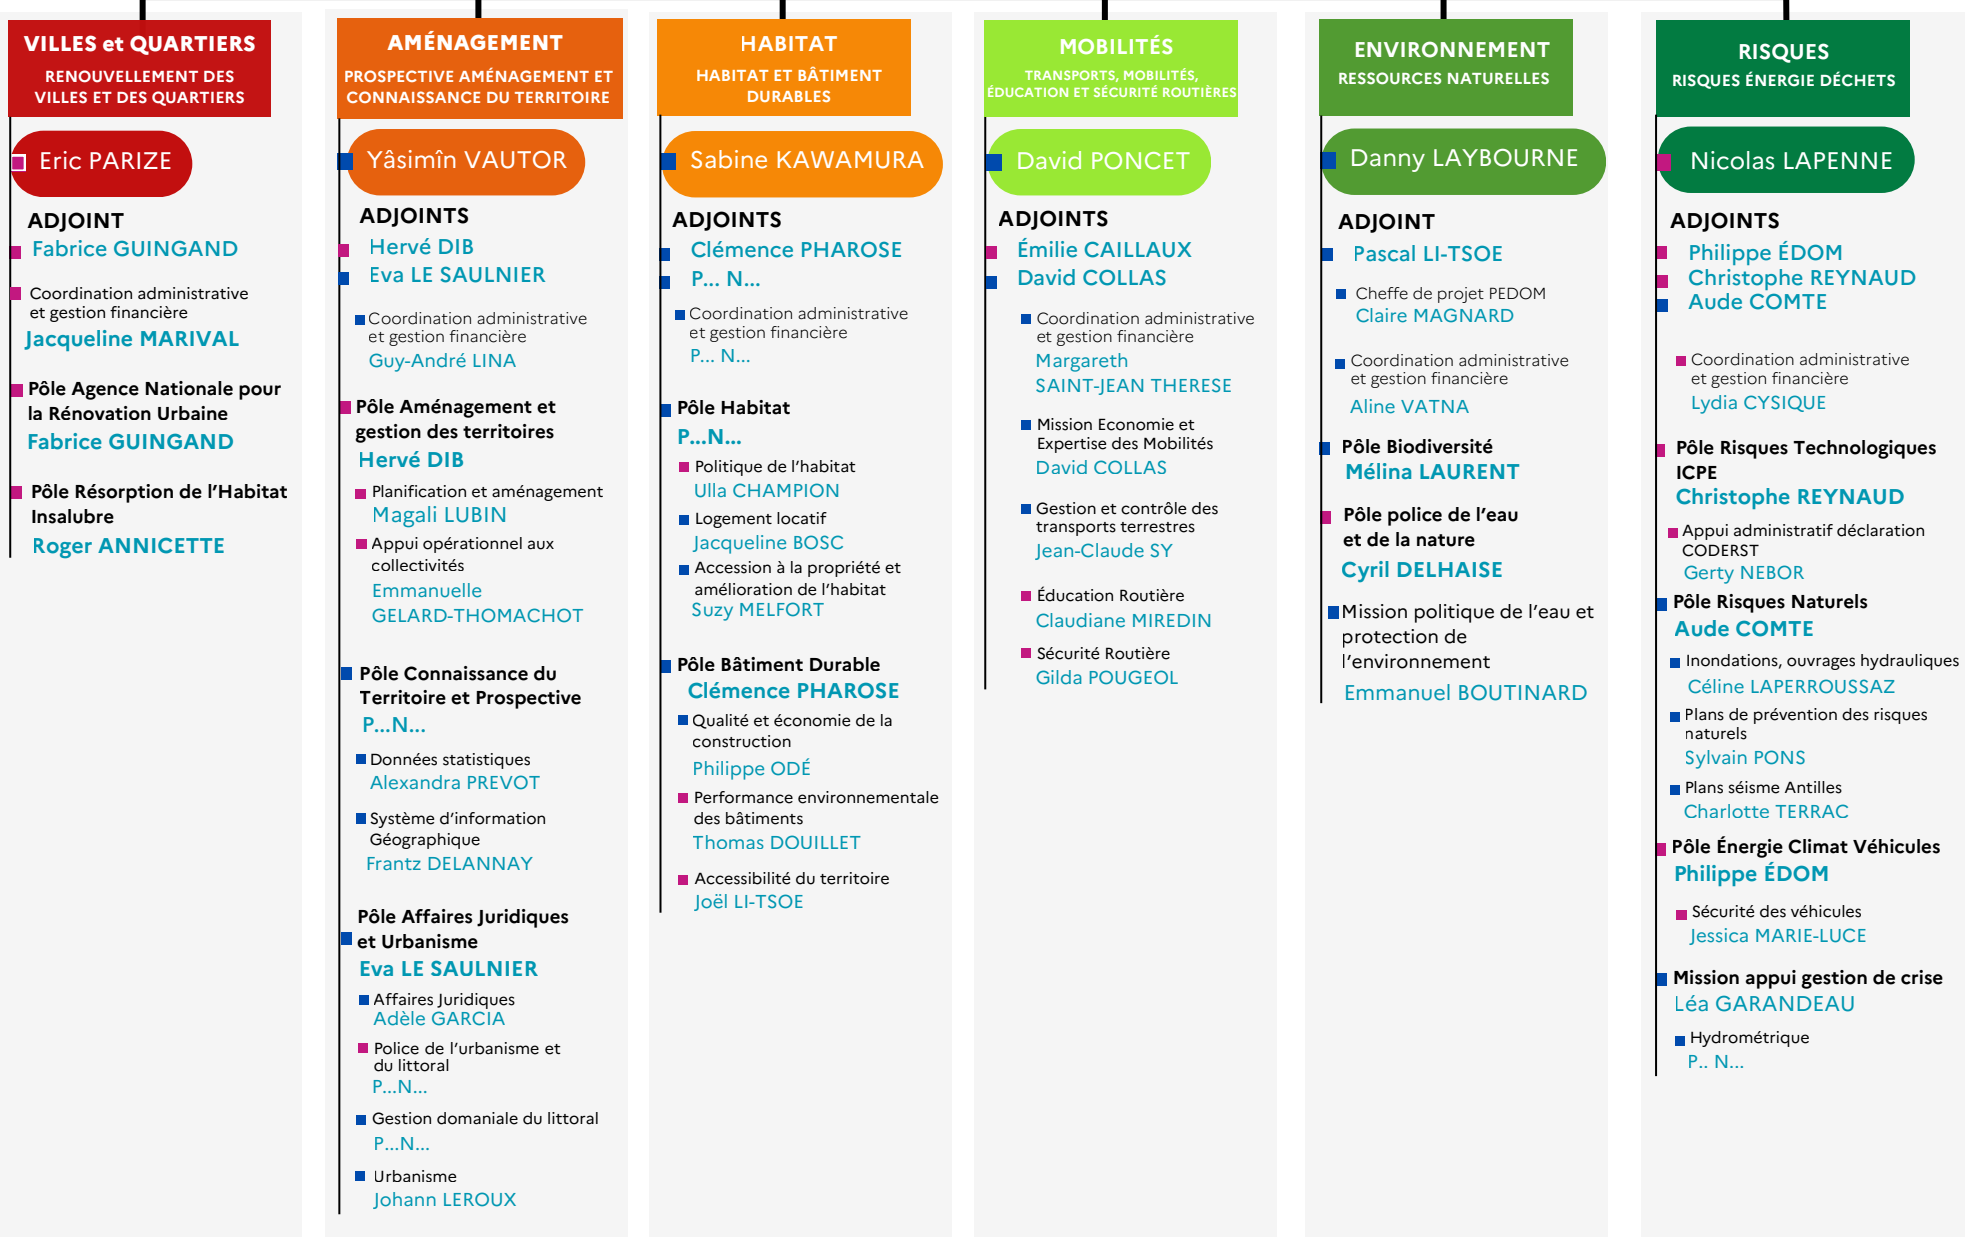 VILLES et QUARTIERS
RENOUVELLEMENT DES
VILLES ET DES QUARTIERS
Eric PARIZE
ADJOINT
Fabrice GUINGAND
Coordination administrative
et gestion financière
Jacqueline MARIVAL
Pôle Agence Nationale pour
la Rénovation Urbaine
Fabrice GUINGAND
Pôle Résorption de l'Habitat
Insalubre
Roger ANNICETTE
AMÉNAGEMENT
PROSPECTIVE AMÉNAGEMENT ET
CONNAISSANCE DU TERRITOIRE
Yâsimîn VAUTOR
ADJOINTS
Hervé DIB
Eva LE SAULNIER
Coordination administrative
et gestion financière
Guy-André LINA
Pôle Aménagement et
gestion des territoires
Hervé DIB
Planification et aménagement
Magali LUBIN
Appui opérationnel aux
collectivités
Emmanuelle
GELARD-THOMACHOT
Pôle Connaissance du
Territoire et Prospective
P...N...
Données statistiques
Alexandra PREVOT
Système d'information
Géographique
Frantz DELANNAY
Pôle Affaires Juridiques
et Urbanisme
Eva LE SAULNIER
Affaires Juridiques
Adèle GARCIA
Police de l'urbanisme et
du littoral
P...N...
Gestion domaniale du littoral
P...N...
Urbanisme
Johann LEROUX
HABITAT
HABITAT ET BÂTIMENT
DURABLES
Sabine KAWAMURA
ADJOINTS
Clémence PHAROSE
P... N...
Coordination administrative
et gestion financière
P... N...
Pôle Habitat
P...N...
Politique de l'habitat
Ulla CHAMPION
Logement locatif
Jacqueline BOSC
Accession à la propriété et
amélioration de l'habitat
Suzy MELFORT
Pôle Bâtiment Durable
Clémence PHAROSE
Qualité et économie de la
construction
Philippe ODÉ
Performance environnementale
des bâtiments
Thomas DOUILLET
Accessibilité du territoire
Joël LI-TSOE
MOBILITÉS
TRANSPORTS, MOBILITÉS,
ÉDUCATION ET SÉCURITÉ ROUTIÈRES
David PONCET
ADJOINTS
Émilie CAILLAUX
David COLLAS
Coordination administrative
et gestion financière
Margareth
SAINT-JEAN THERESE
Mission Economie et
Expertise des Mobilités
David COLLAS
Gestion et contrôle des
transports terrestres
Jean-Claude SY
Éducation Routière
Claudiane MIREDIN
Sécurité Routière
Gilda POUGEOL
ENVIRONNEMENT
RESSOURCES NATURELLES
Danny LAYBOURNE
ADJOINT
Pascal LI-TSOE
Cheffe de projet PEDOM
Claire MAGNARD
Coordination administrative
et gestion financière
Aline VATNA
Pôle Biodiversité
Mélina LAURENT
Pôle police de l'eau
et de la nature
Cyril DELHAISE
Mission politique de l'eau et
protection de
l'environnement
Emmanuel BOUTINARD
RISQUES
RISQUES ÉNERGIE DÉCHETS
Nicolas LAPENNE
ADJOINTS
Philippe ÉDOM
Christophe REYNAUD
Aude COMTE
Coordination administrative
et gestion financière
Lydia CYSIQUE
Pôle Risques Technologiques
ICPE
Christophe REYNAUD
Appui administratif déclaration
CODERST
Gerty NEBOR
Pôle Risques Naturels
Aude COMTE
Inondations, ouvrages hydrauliques
Céline LAPERROUSSAZ
Plans de prévention des risques
naturels
Sylvain PONS
Plans séisme Antilles
Charlotte TERRAC
Pôle Énergie Climat Véhicules
Philippe ÉDOM
Sécurité des véhicules
Jessica MARIE-LUCE
Mission appui gestion de crise
Léa GARANDEAU
Hydrométrique
P.. N...